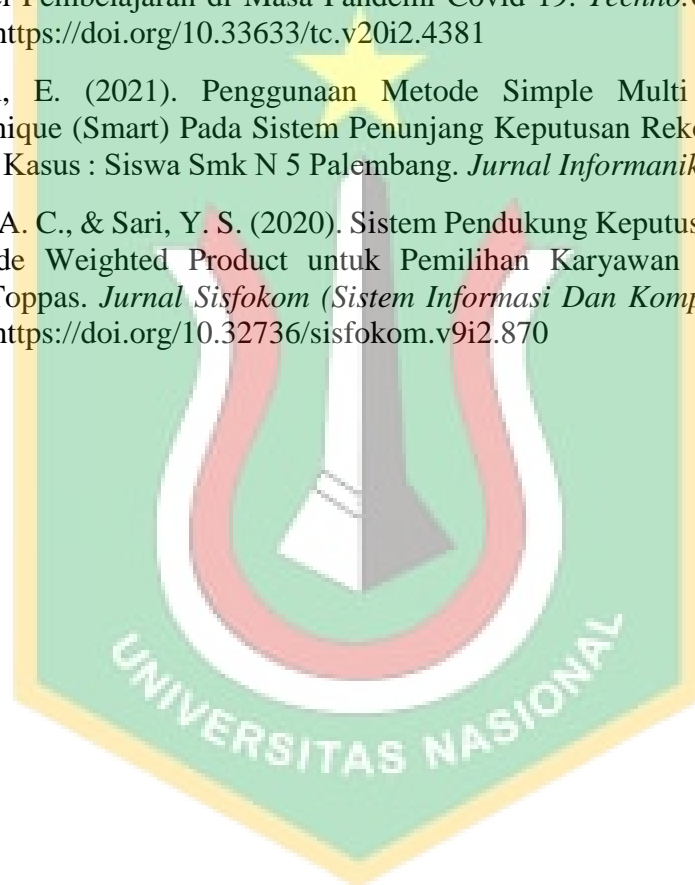 Pembelajaran di Masa Pandemi Covid 19. Techno.
https://doi.org/10.33633/tc.v20i2.4381
, E. (2021). Penggunaan Metode Simple Multi
nique (Smart) Pada Sistem Penunjang Keputusan Reko
Kasus : Siswa Smk N 5 Palembang. Jurnal Informanik
A. C., & Sari, Y. S. (2020). Sistem Pendukung Keputus
de Weighted Product untuk Pemilihan Karyawan
Toppas. Jurnal Sisfokom (Sistem Informasi Dan Komp
https://doi.org/10.32736/sisfokom.v9i2.870
UNIVERSITAS NASIONAL